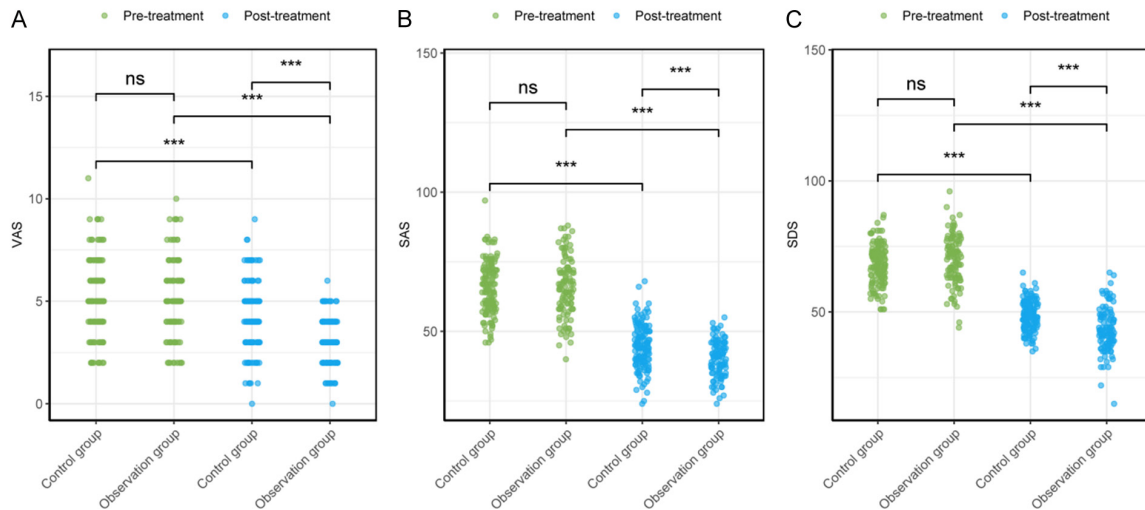 A
Pre-treatment Post-treatment
VAS
15
10
5
0
ns
***
***
***
Control group
Observation group
Control group
Observation group
B
Pre-treatment Post-treatment
SAS
150
100
50
ns
***
***
***
Control group
Observation group
Control group
Observation group
C
Pre-treatment Post-treatment
SDS
150
100
50
ns
***
***
***
Control group
Observation group
Control group
Observation group